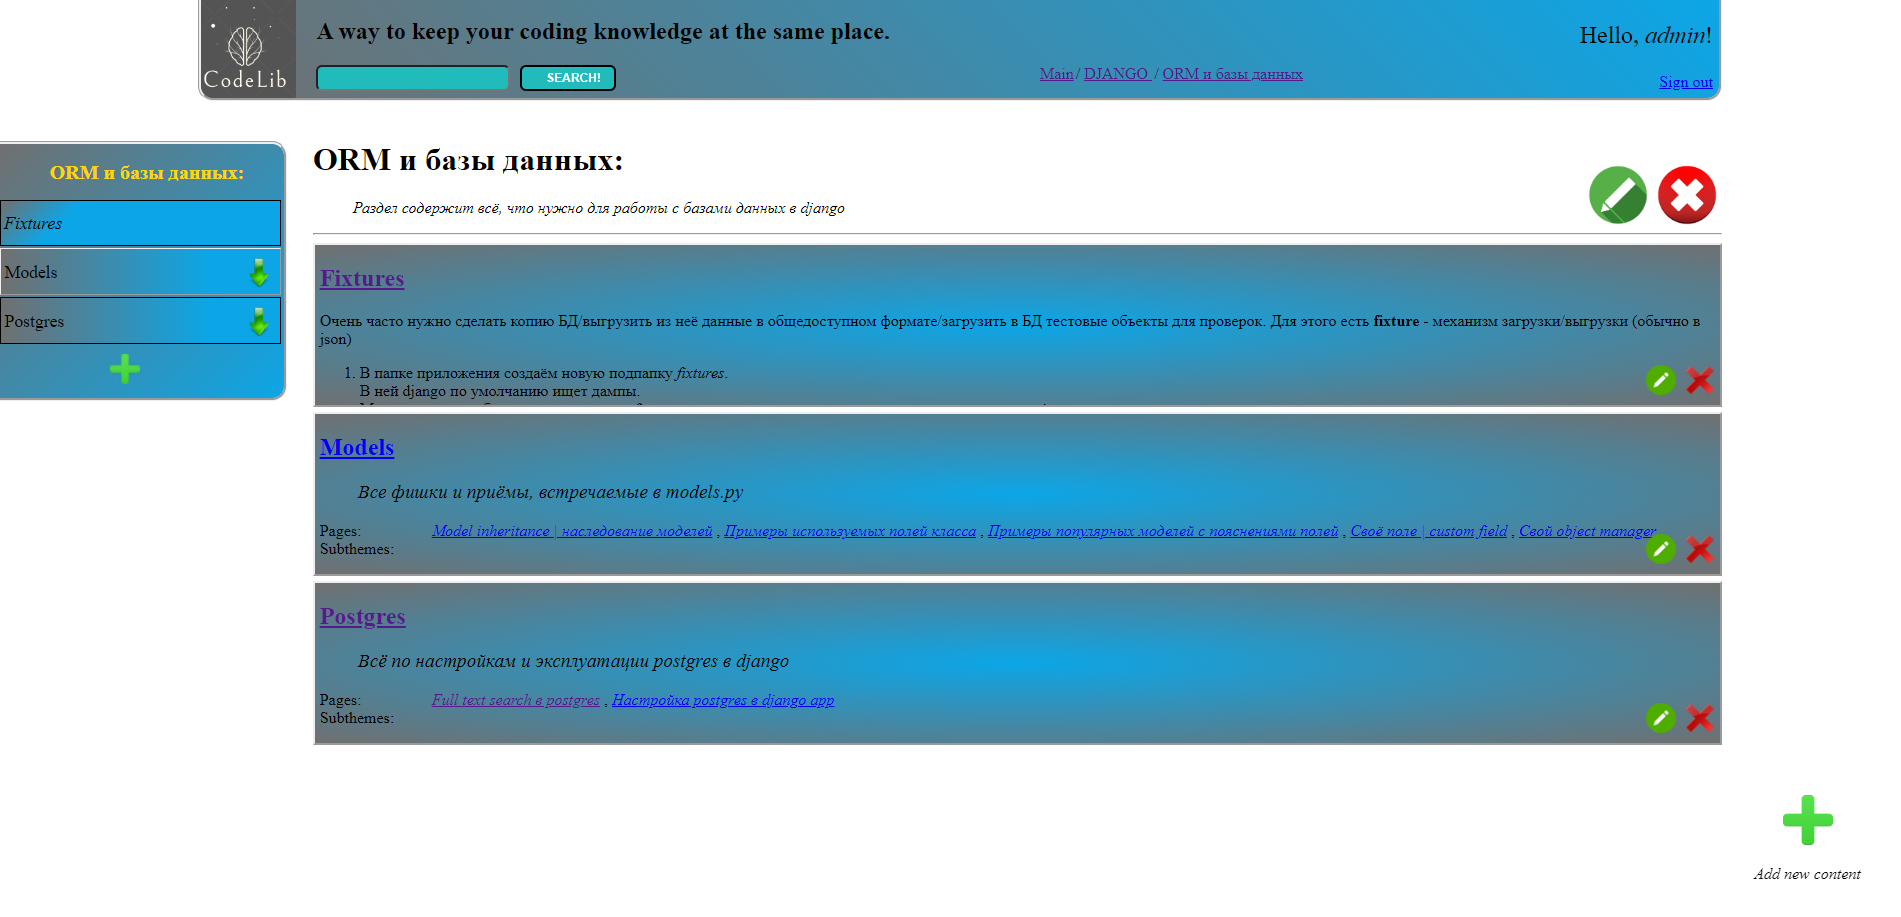 CodeLib
A way to keep your coding knowledge at the same place.
SEARCH!
Main / DJANGO / ORM и базы данных
Hello, admin!
Sign out
ORM и базы данных:
Fixtures
Models
Postgres
ORM и базы данных:
Раздел содержит всё, что нужно для работы с базами данных в django
Fixtures
Очень часто нужно сделать копию БД/выгрузить из неё данные в общедоступном формате/загрузить в БД тестовые объекты для проверок. Для этого есть fixture - механизм загрузки/выгрузки (обычно в
json)
1. В папке приложения создаём новую подпапку fixtures.
В ней django по умолчанию ищет дампы.
Models
Все фишки и приёмы, встречаемые в models.py
Pages: Model inheritance | наследование моделей , Примеры используемых полей класса , Примеры популярных моделей с пояснениями полей , Своё поле | custom field , Свой object manager
Subthemes:
Postgres
Всё по настройкам и эксплуатации postgres в django
Pages: Full text search в postgres , Настройка postgres в django app
Subthemes:
Add new content